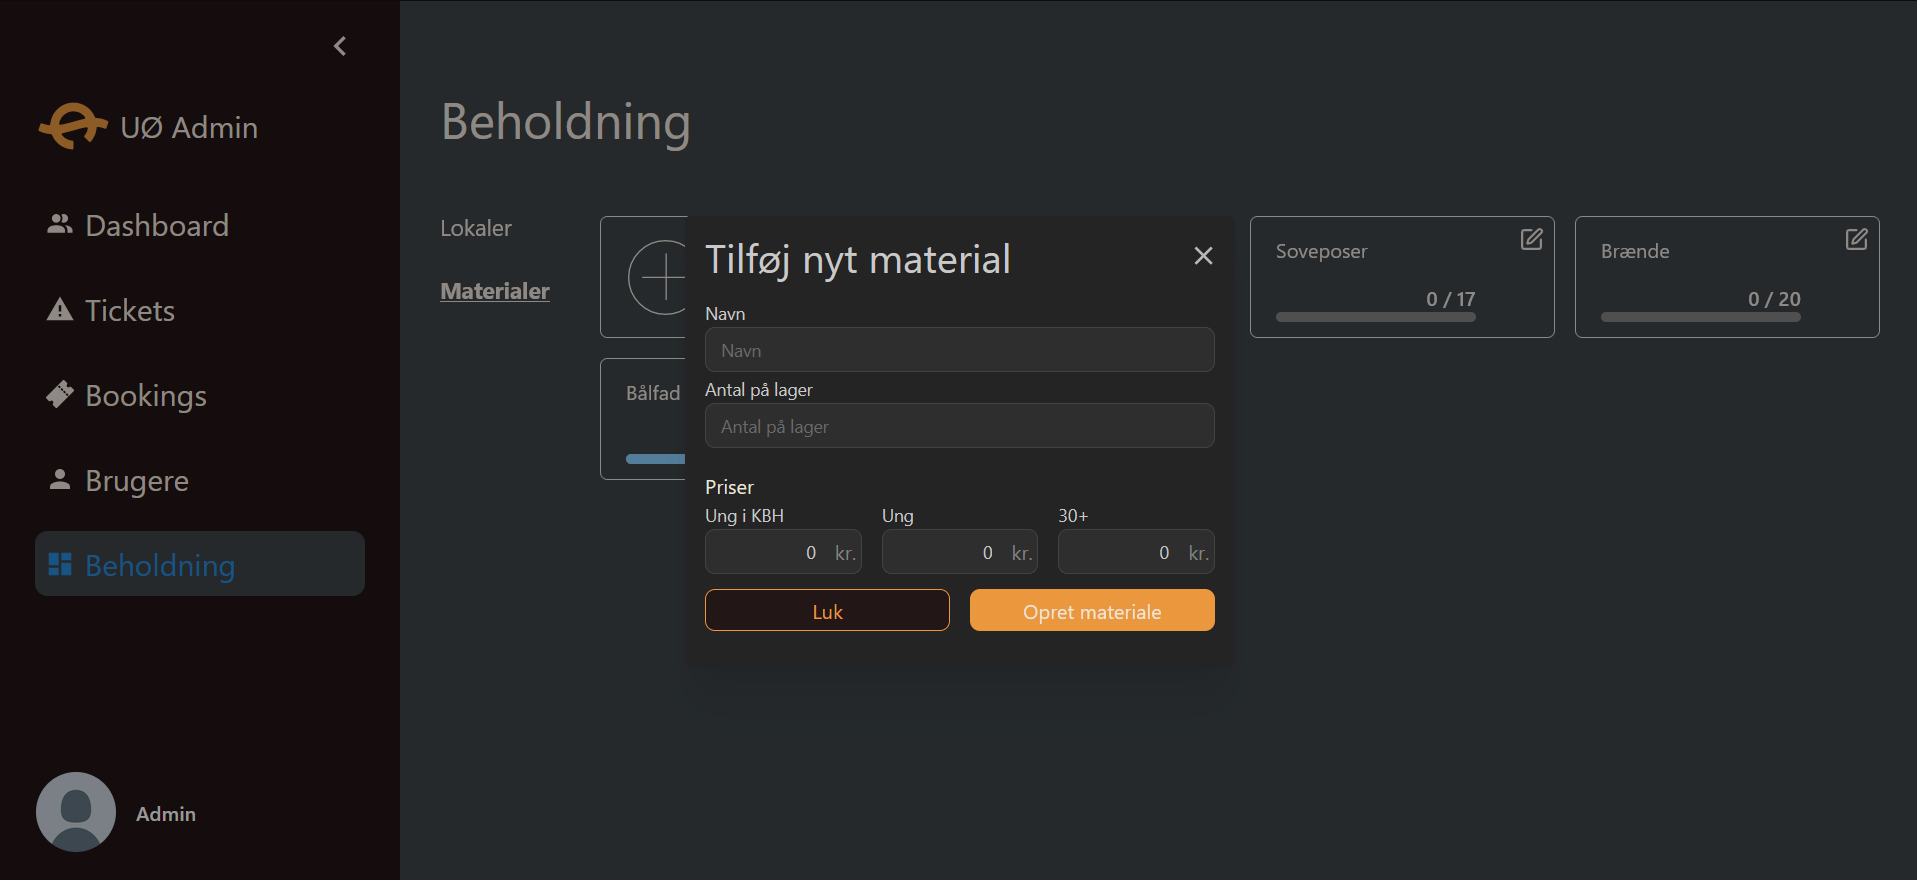 UØ Admin
Dashboard
Tickets
Bookings
Brugere
Beholdning
Admin
Beholdning
Lokaler
Materialer
Bålfad
Soveposer
0 / 17
Brænde
0 / 20
Tilføj nyt material
Navn
Navn
Antal på lager
Antal på lager
Priser
Ung i KBH
Ung
30+
0 kr.
0 kr.
0 kr.
Luk
Opret materiale